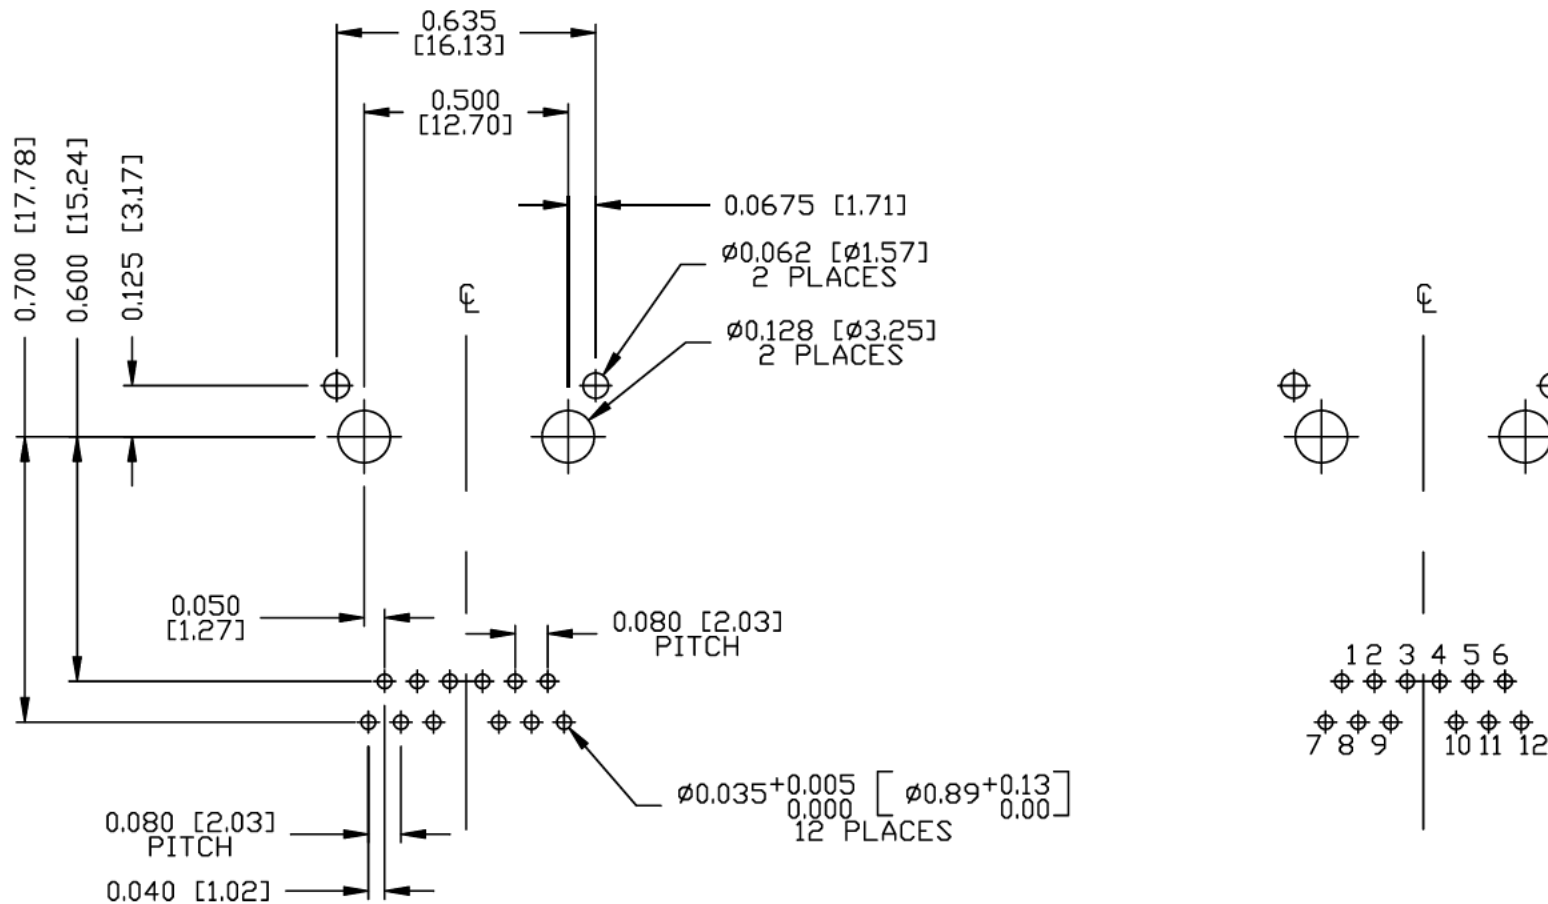 0.635
[16.13]
0.500
[12.70]
0.700 [17.78]
0.600 [15.24]
0.125 [3.17]
0.0675 [1.71]
ø0.062 [ø1.57]
2 PLACES
℄
ø0.128 [ø3.25]
2 PLACES
0.050
[1.27]
0.080 [2.03]
PITCH
ø0.035+0.005 [ø0.89+0.13]
0.000 0.00
12 PLACES
0.080 [2.03]
PITCH
0.040 [1.02]
℄
1 2 3 4 5 6
7 8 9 10 11 12